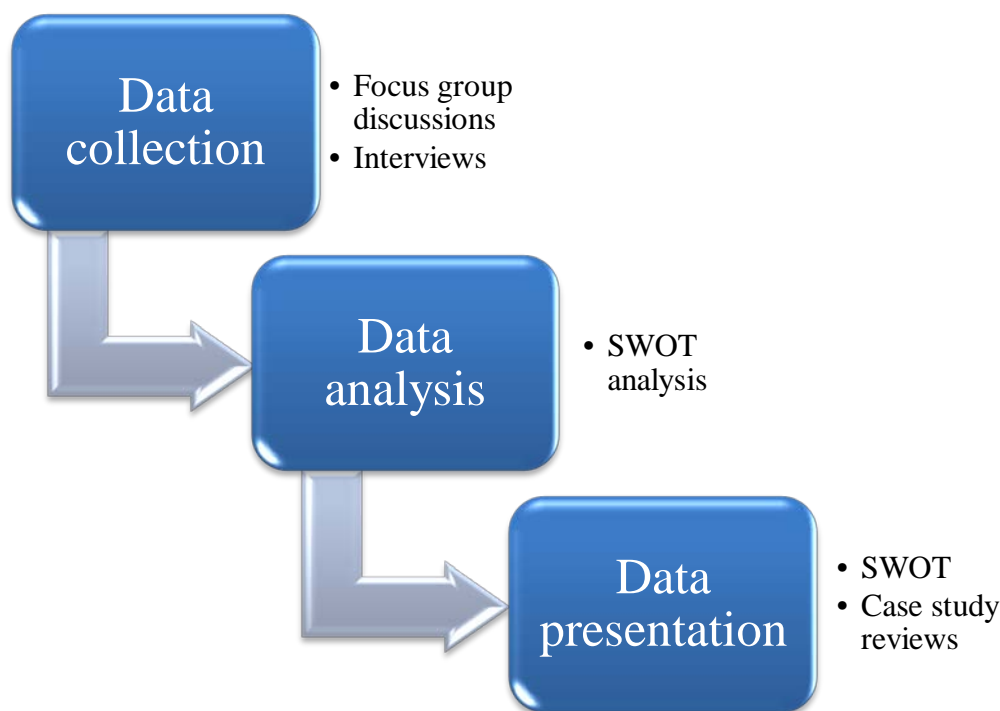 Data
collection
• Focus group
discussions
• Interviews
Data
analysis
• SWOT
analysis
Data
presentation
• SWOT
• Case study
reviews